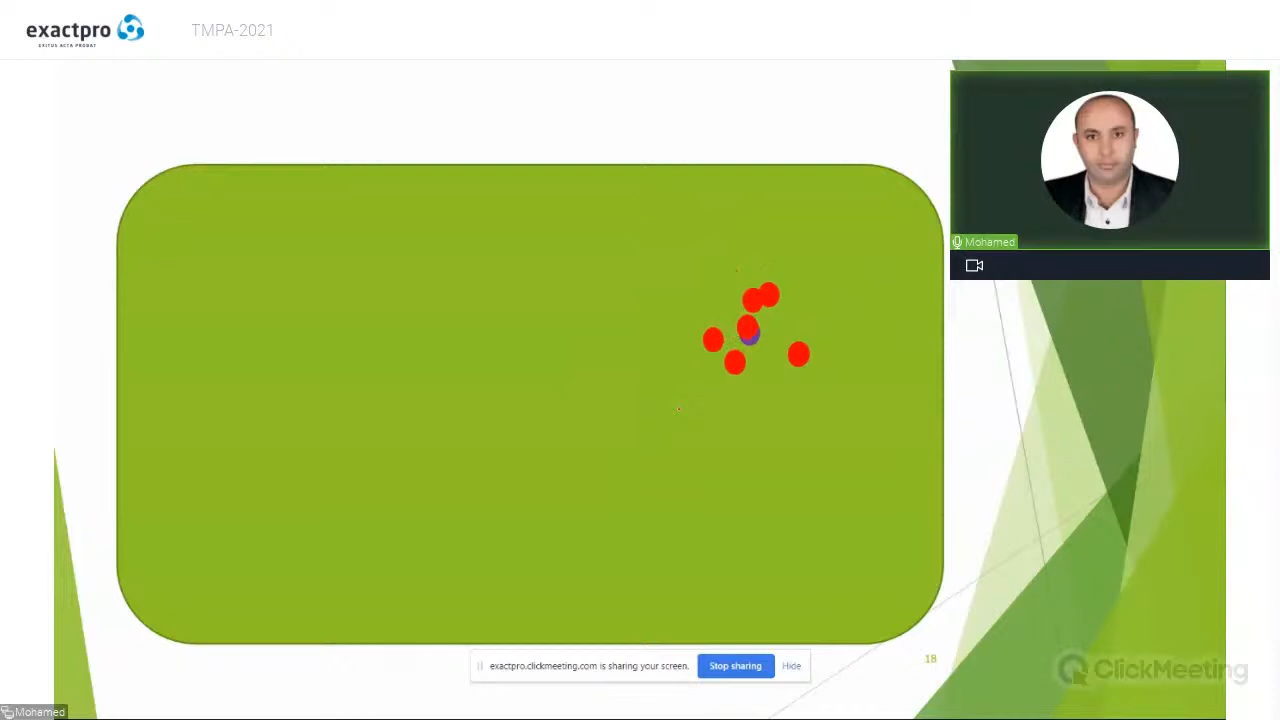 exactpro
EXITUS ACTA PROBAT
TMPA-2021
Mohamed
exactpro.clickmeeting.com is sharing your screen.
Stop sharing
Hide
18
ClickMeeting
Mohamed